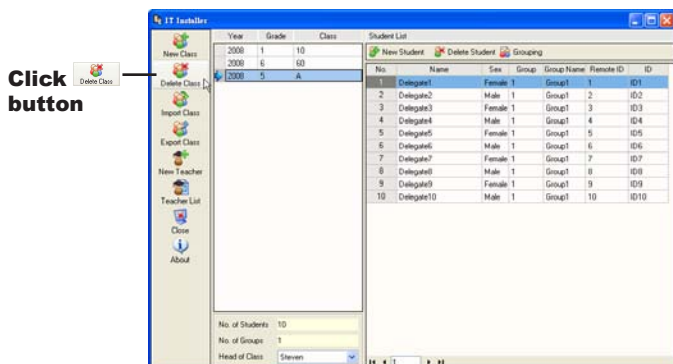 Click Delete Class
button
IT Installer
New Class
Delete Class
Import Class
Export Class
New Teacher
Teacher List
Close
About
Year Grade Class
2008 1 10
2008 6 60
2008 5 A
No. of Students 10
No. of Groups 1
Head of Class Steven
Student List
New Student Delete Student Grouping
No. Name Sex Group Group Name Remote ID ID
1 Delegate1 Female 1 Group1 1 ID1
2 Delegate2 Male 1 Group1 2 ID2
3 Delegate3 Female 1 Group1 3 ID3
4 Delegate4 Male 1 Group1 4 ID4
5 Delegate5 Female 1 Group1 5 ID5
6 Delegate6 Male 1 Group1 6 ID6
7 Delegate7 Female 1 Group1 7 ID7
8 Delegate8 Male 1 Group1 8 ID8
9 Delegate9 Female 1 Group1 9 ID9
10 Delegate10 Male 1 Group1 10 ID10
1